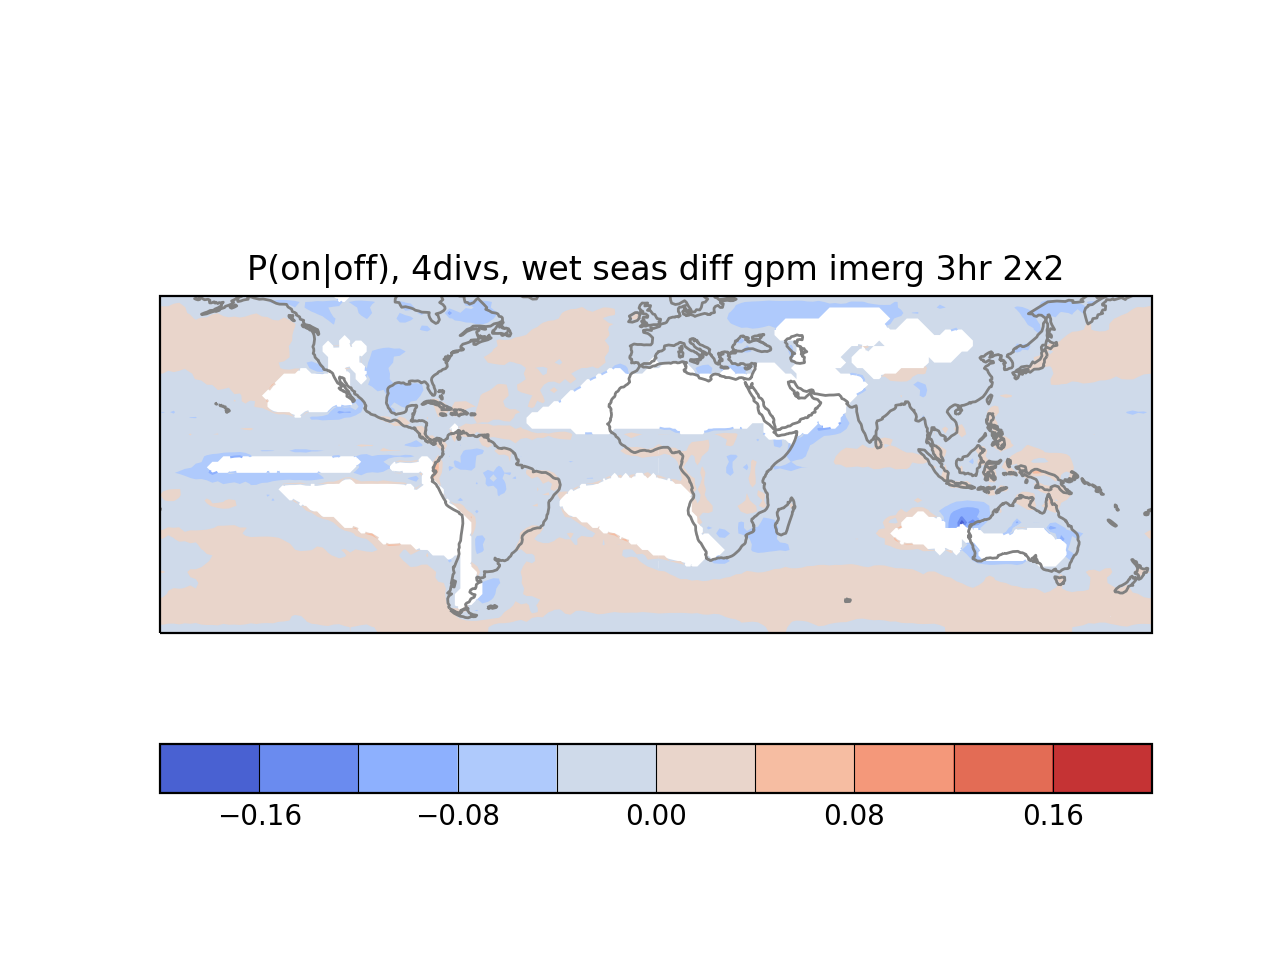 P(on|off), 4divs, wet seas diff gpm imerg 3hr 2x2
−0.16 −0.08 0.00 0.08 0.16